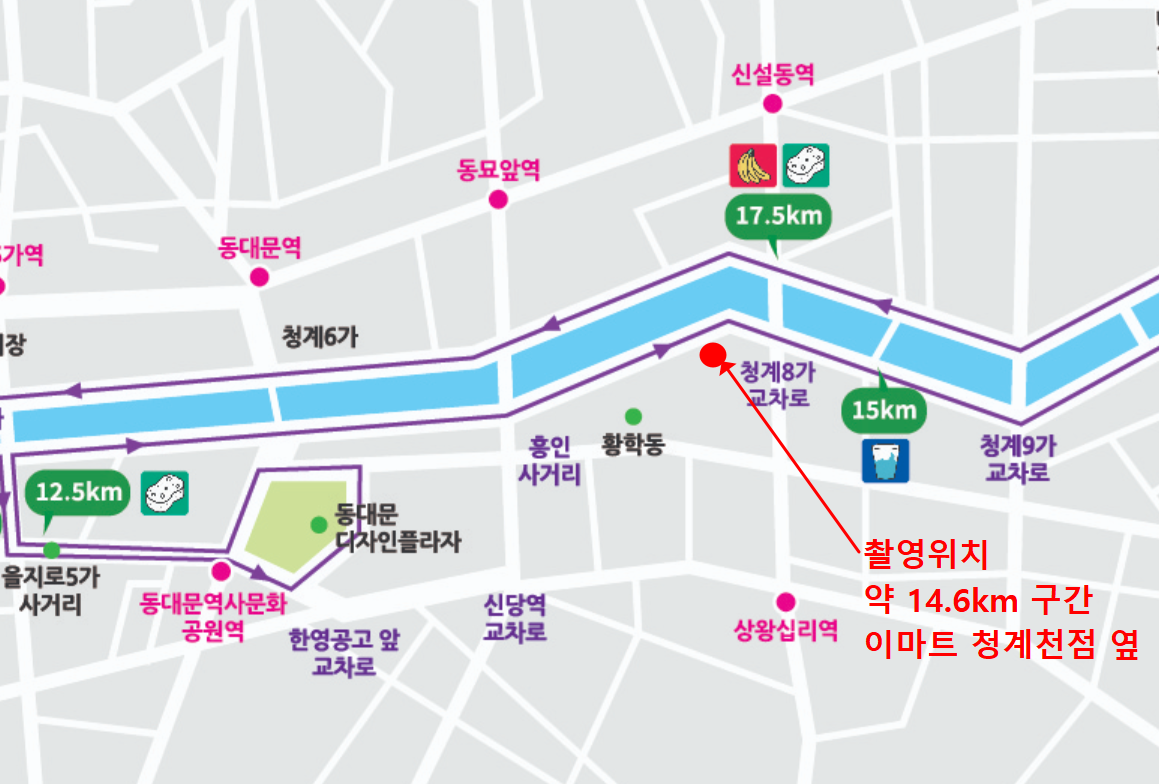 신설동역
동묘앞역
17.5km
가역
동대문역
청계6가
장
청계8가
교차로
15km
황학동
흥인
사거리
청계9가
교차로
12.5km
동대문
디자인플라자
을지로5가
사거리
동대문역사문화
공원역
한영공고 앞
교차로
신당역
교차로
상왕십리역
촬영위치
약 14.6km 구간
이마트 청계천점 옆